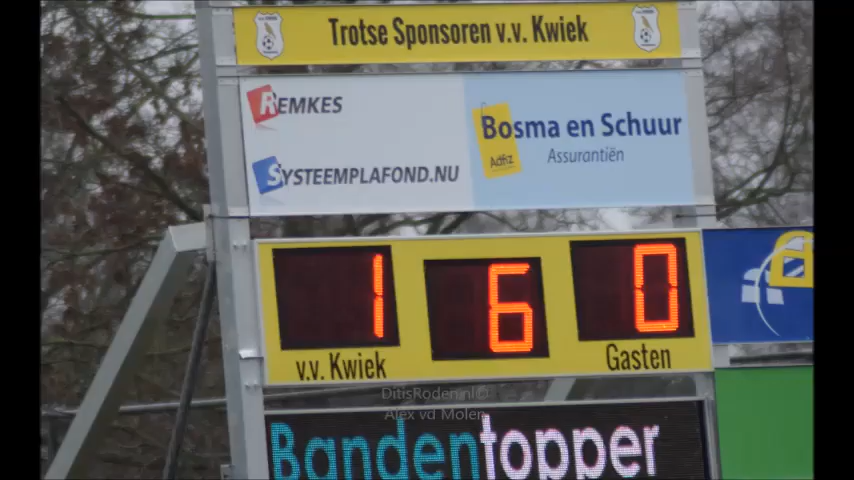 Trotse Sponsoren v.v. Kwiek
REMKES
SYSTEEMPLAFOND.NU
Adfiz
Bosma en Schuur
Assurantiën
1 6 0
v.v. Kwiek
Gasten
DitisRoden.nl©
Alex vd Molen
Bandentopper